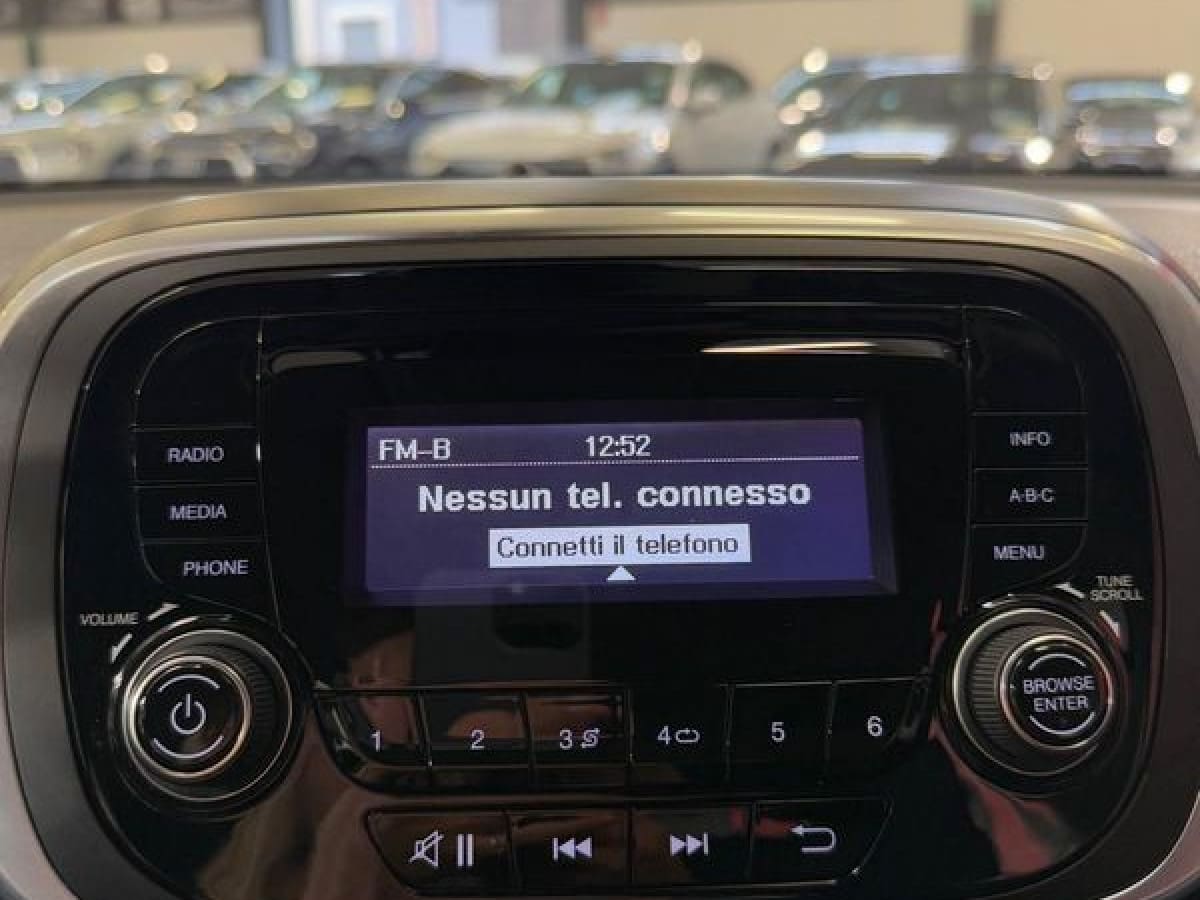 FM-B 12:52
Nessun tel. connesso
Connetti il telefono
RADIO
MEDIA
PHONE
VOLUME
INFO
A·B·C
MENU
TUNE
SCROLL
BROWSE
ENTER
1 2 3 4 5 6